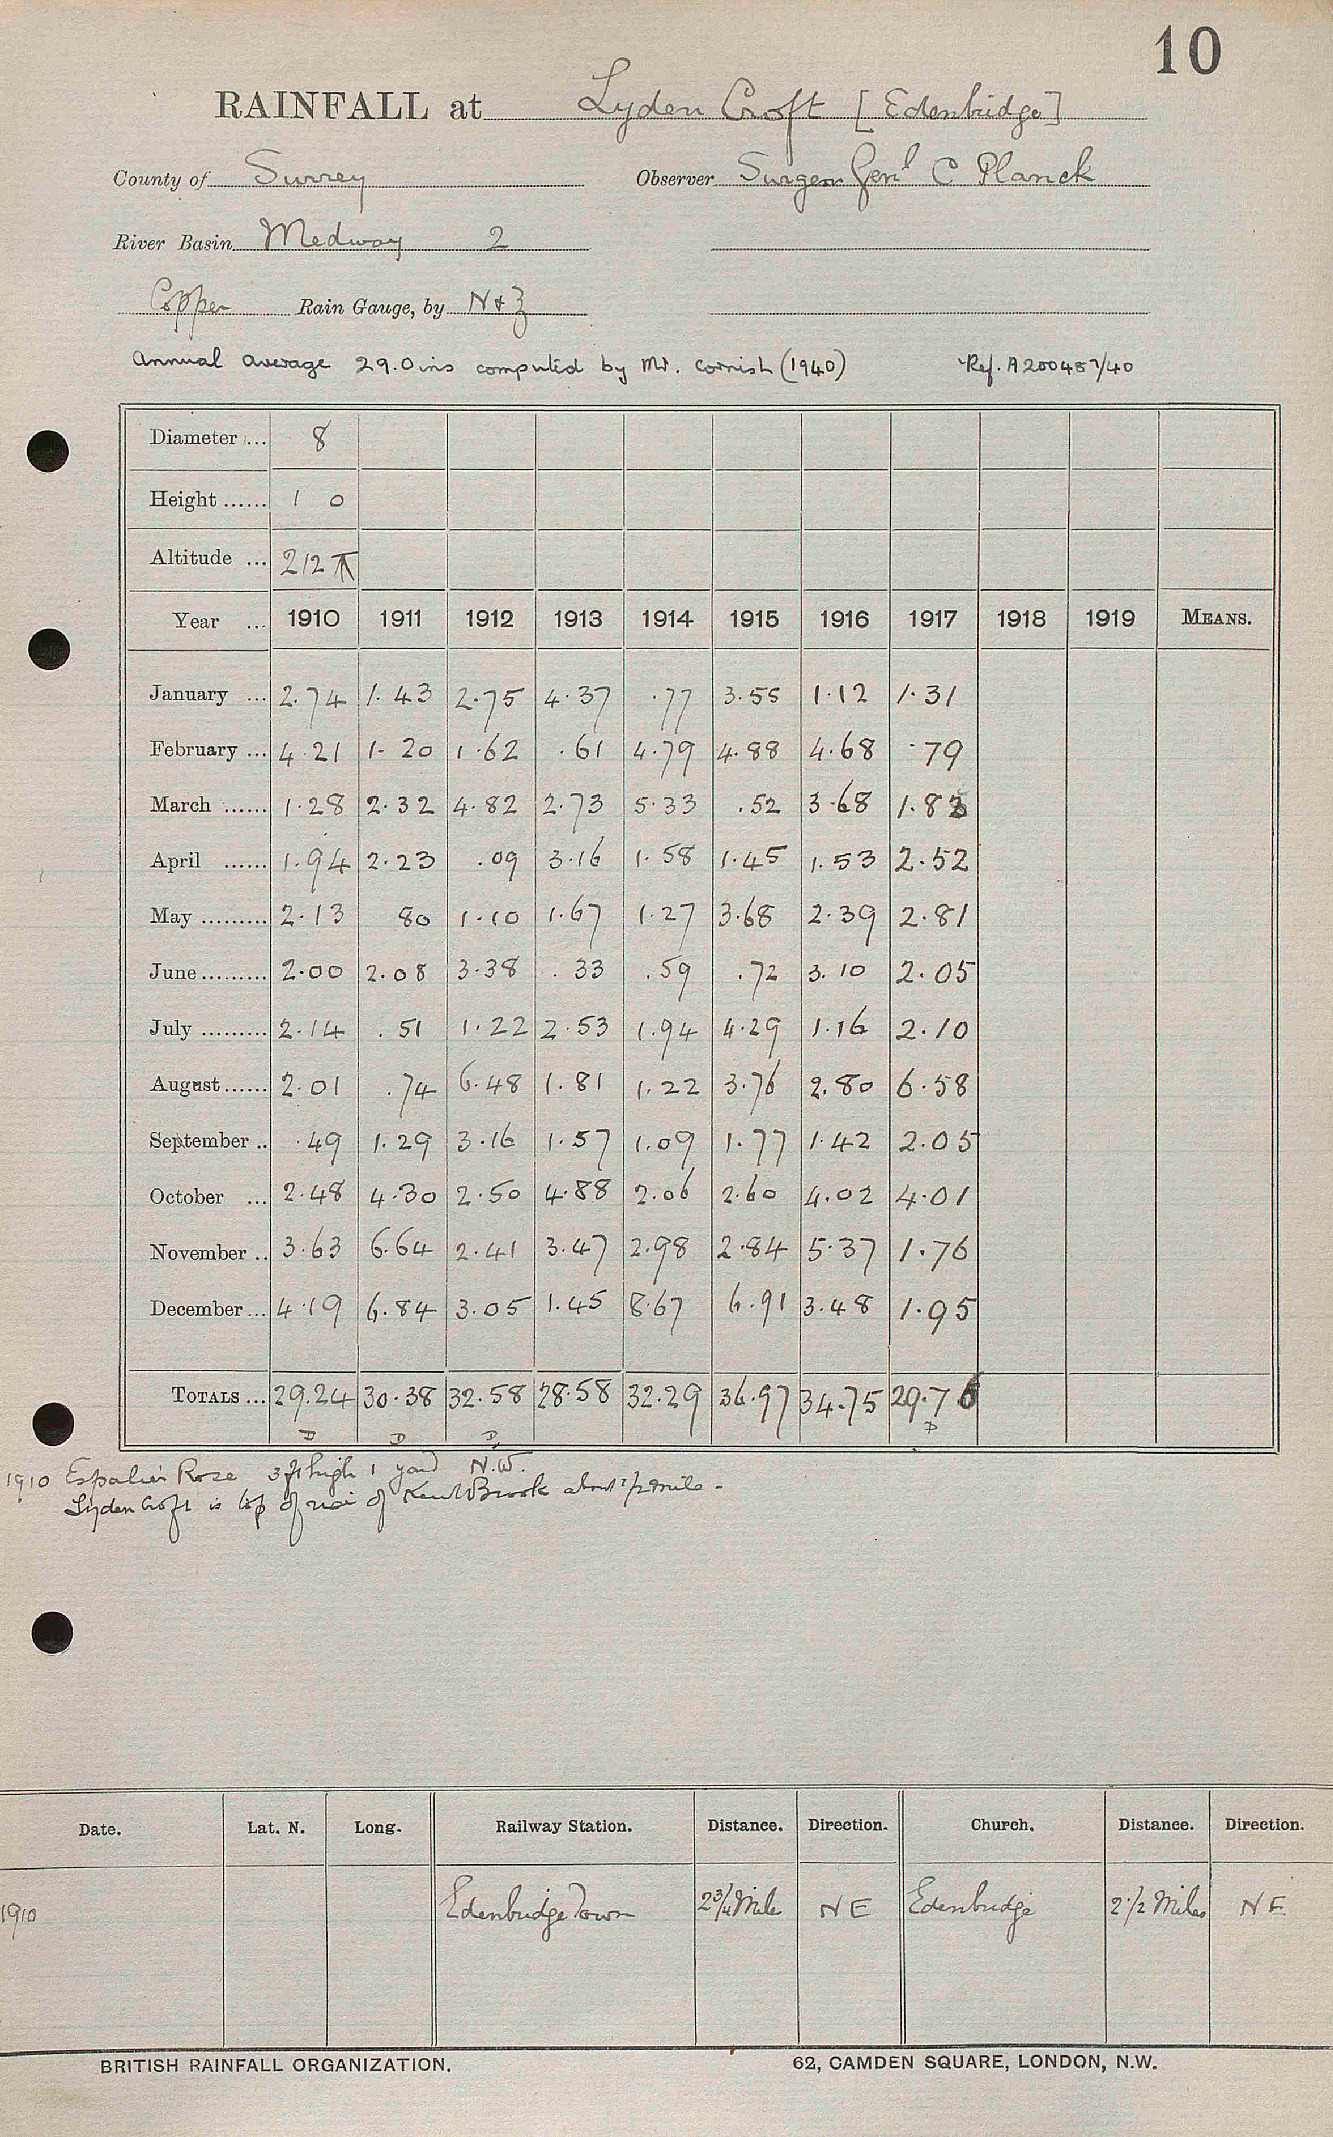 10
RAINFALL at Lyden Croft [Edenbridge]
County of Surrey Observer Surgeon Genl C Planck
River Basin Medway 2
Copper Rain Gauge, by N & Z
Annual average 29.0 ins computed by Mr. Cornish (1940) Ref. A200487/40
Diameter ... 8
Height ...... 1 0
Altitude ... 212
Year ... 1910 1911 1912 1913 1914 1915 1916 1917 1918 1919 MEANS.
January ... 2.74 1.43 2.75 4.37 .77 3.55 1.12 1.31
February ... 4.21 1.20 1.62 .61 4.79 4.88 4.68 .79
March ...... 1.28 2.32 4.82 2.73 5.33 .52 3.68 1.83
April ...... 1.94 2.23 .09 3.16 1.58 1.45 1.53 2.52
May ......... 2.13 80 1.10 1.67 1.27 3.68 2.39 2.81
June ......... 2.00 2.08 3.38 .33 .59 .72 3.10 2.05
July ......... 2.14 .51 1.22 2.53 1.94 4.29 1.16 2.10
August ...... 2.01 .74 6.48 1.81 1.22 3.76 2.80 6.58
September .. .49 1.29 3.16 1.57 1.09 1.77 1.42 2.05
October ... 2.48 4.30 2.50 4.88 2.06 2.60 4.02 4.01
November .. 3.63 6.64 2.41 3.47 2.98 2.84 5.37 1.76
December ... 4.19 6.84 3.05 1.45 8.67 6.91 3.48 1.95
TOTALS ... 29.24 30.38 32.58 28.58 32.29 36.97 34.75 29.76
D D D D
1910 Espalier Rose 3ft high 1 yard N.W.
Lyden Croft is top of of Kent Brook about 1/2 mile.
Date. Lat. N. Long. Railway Station. Distance. Direction. Church. Distance. Direction.
1910 Edenbridge Town 2 3/4 Mile NE Edenbridge 2 1/2 Miles NE
BRITISH RAINFALL ORGANIZATION. 62, CAMDEN SQUARE, LONDON, N.W.